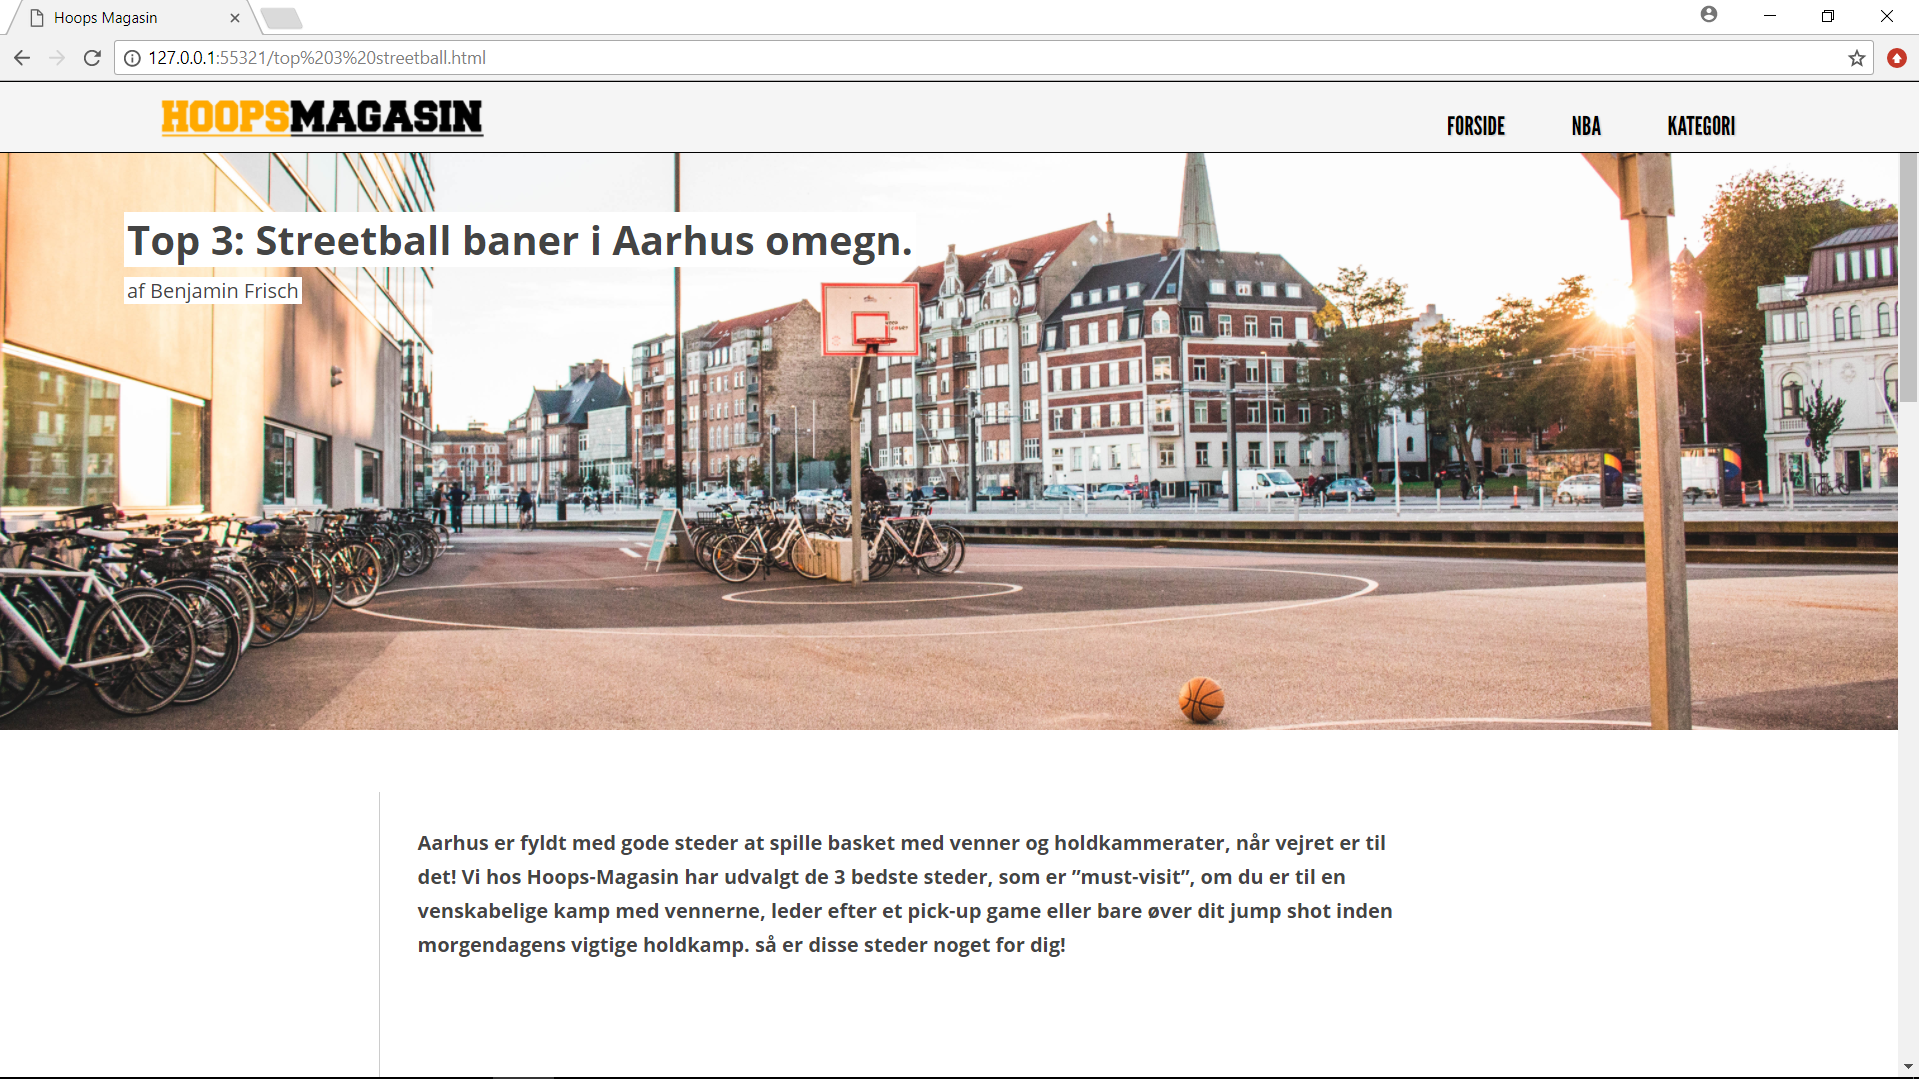 Hoops Magasin
127.0.0.1:55321/top%203%20streetball.html
HOOPSMAGASIN
FORSIDE
NBA
KATEGORI
Top 3: Streetball baner i Aarhus omegn.
af Benjamin Frisch
Aarhus er fyldt med gode steder at spille basket med venner og holdkammerater, når vejret er til
det! Vi hos Hoops-Magasin har udvalgt de 3 bedste steder, som er ”must-visit”, om du er til en
venskabelige kamp med vennerne, leder efter et pick-up game eller bare øver dit jump shot inden
morgendagens vigtige holdkamp. så er disse steder noget for dig!